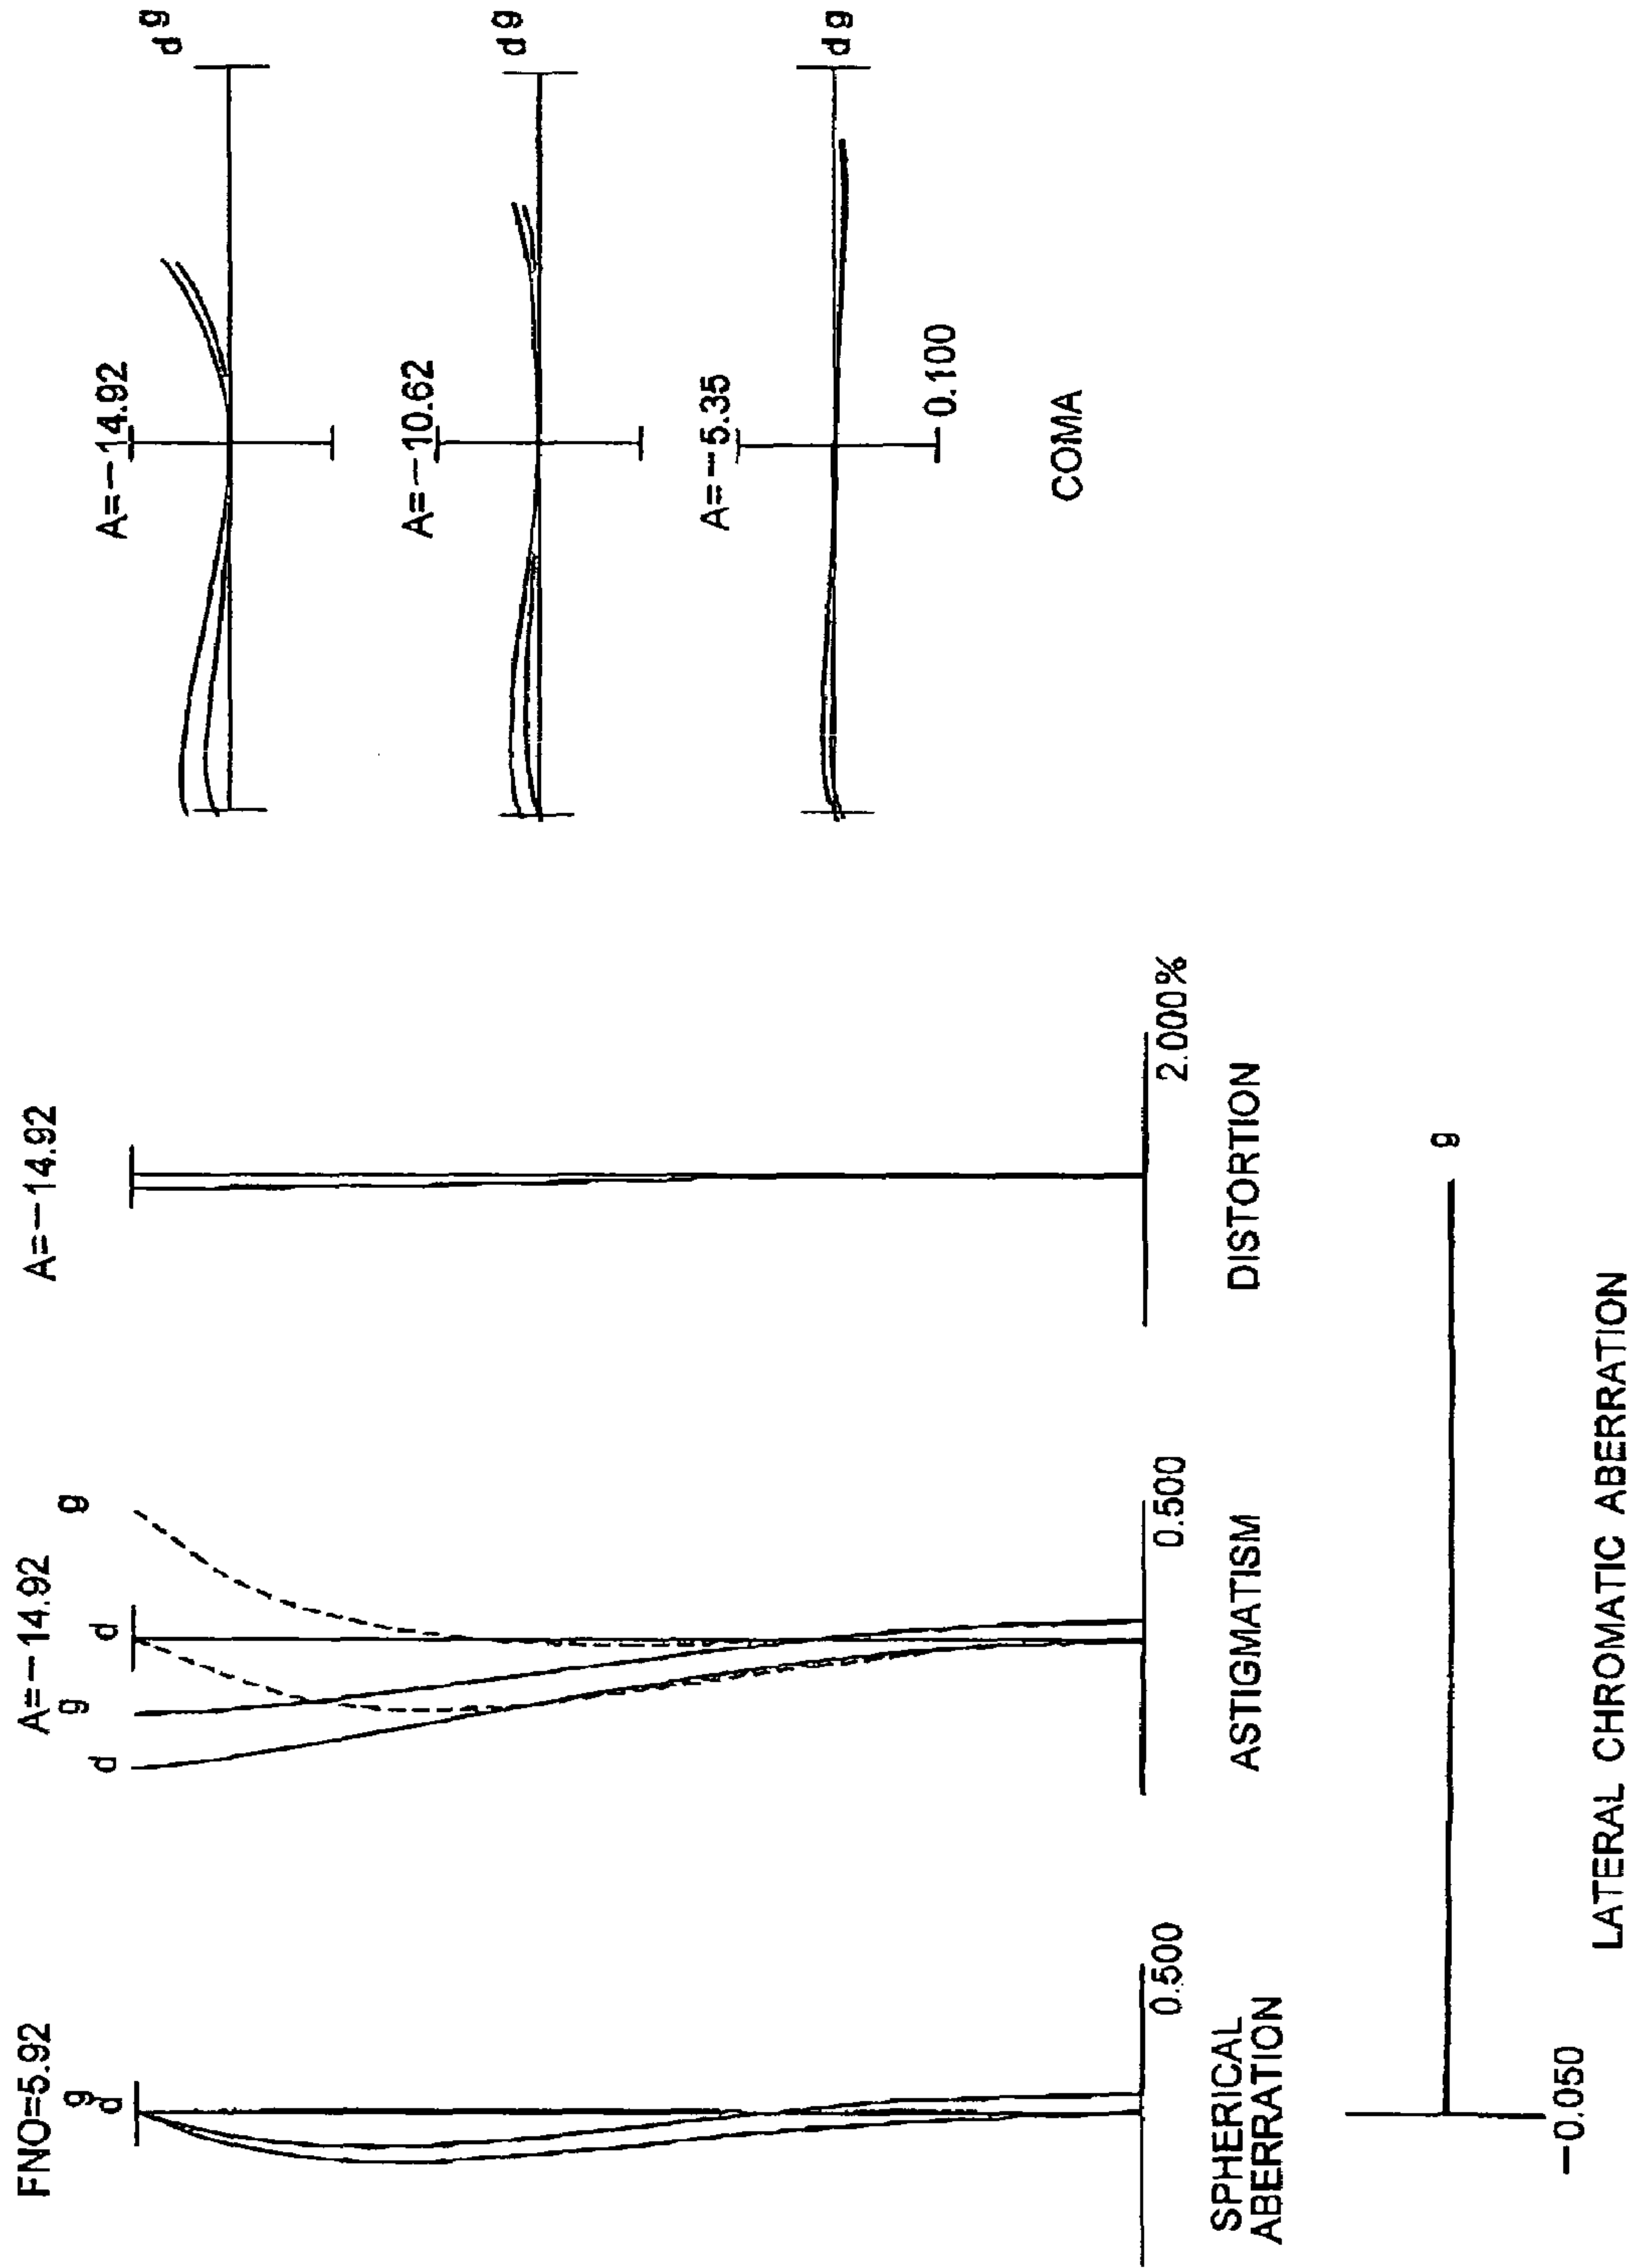 FNO=5.92
g
d
0.500
SPHERICAL
ABERRATION
A=−14.92
d
g
d
g
0.500
ASTIGMATISM
A=−14.92
2.000%
DISTORTION
A=−14.92
d g
A=−10.62
d g
A=−5.35
d g
0.100
COMA
−0.050
g
LATERAL CHROMATIC ABERRATION